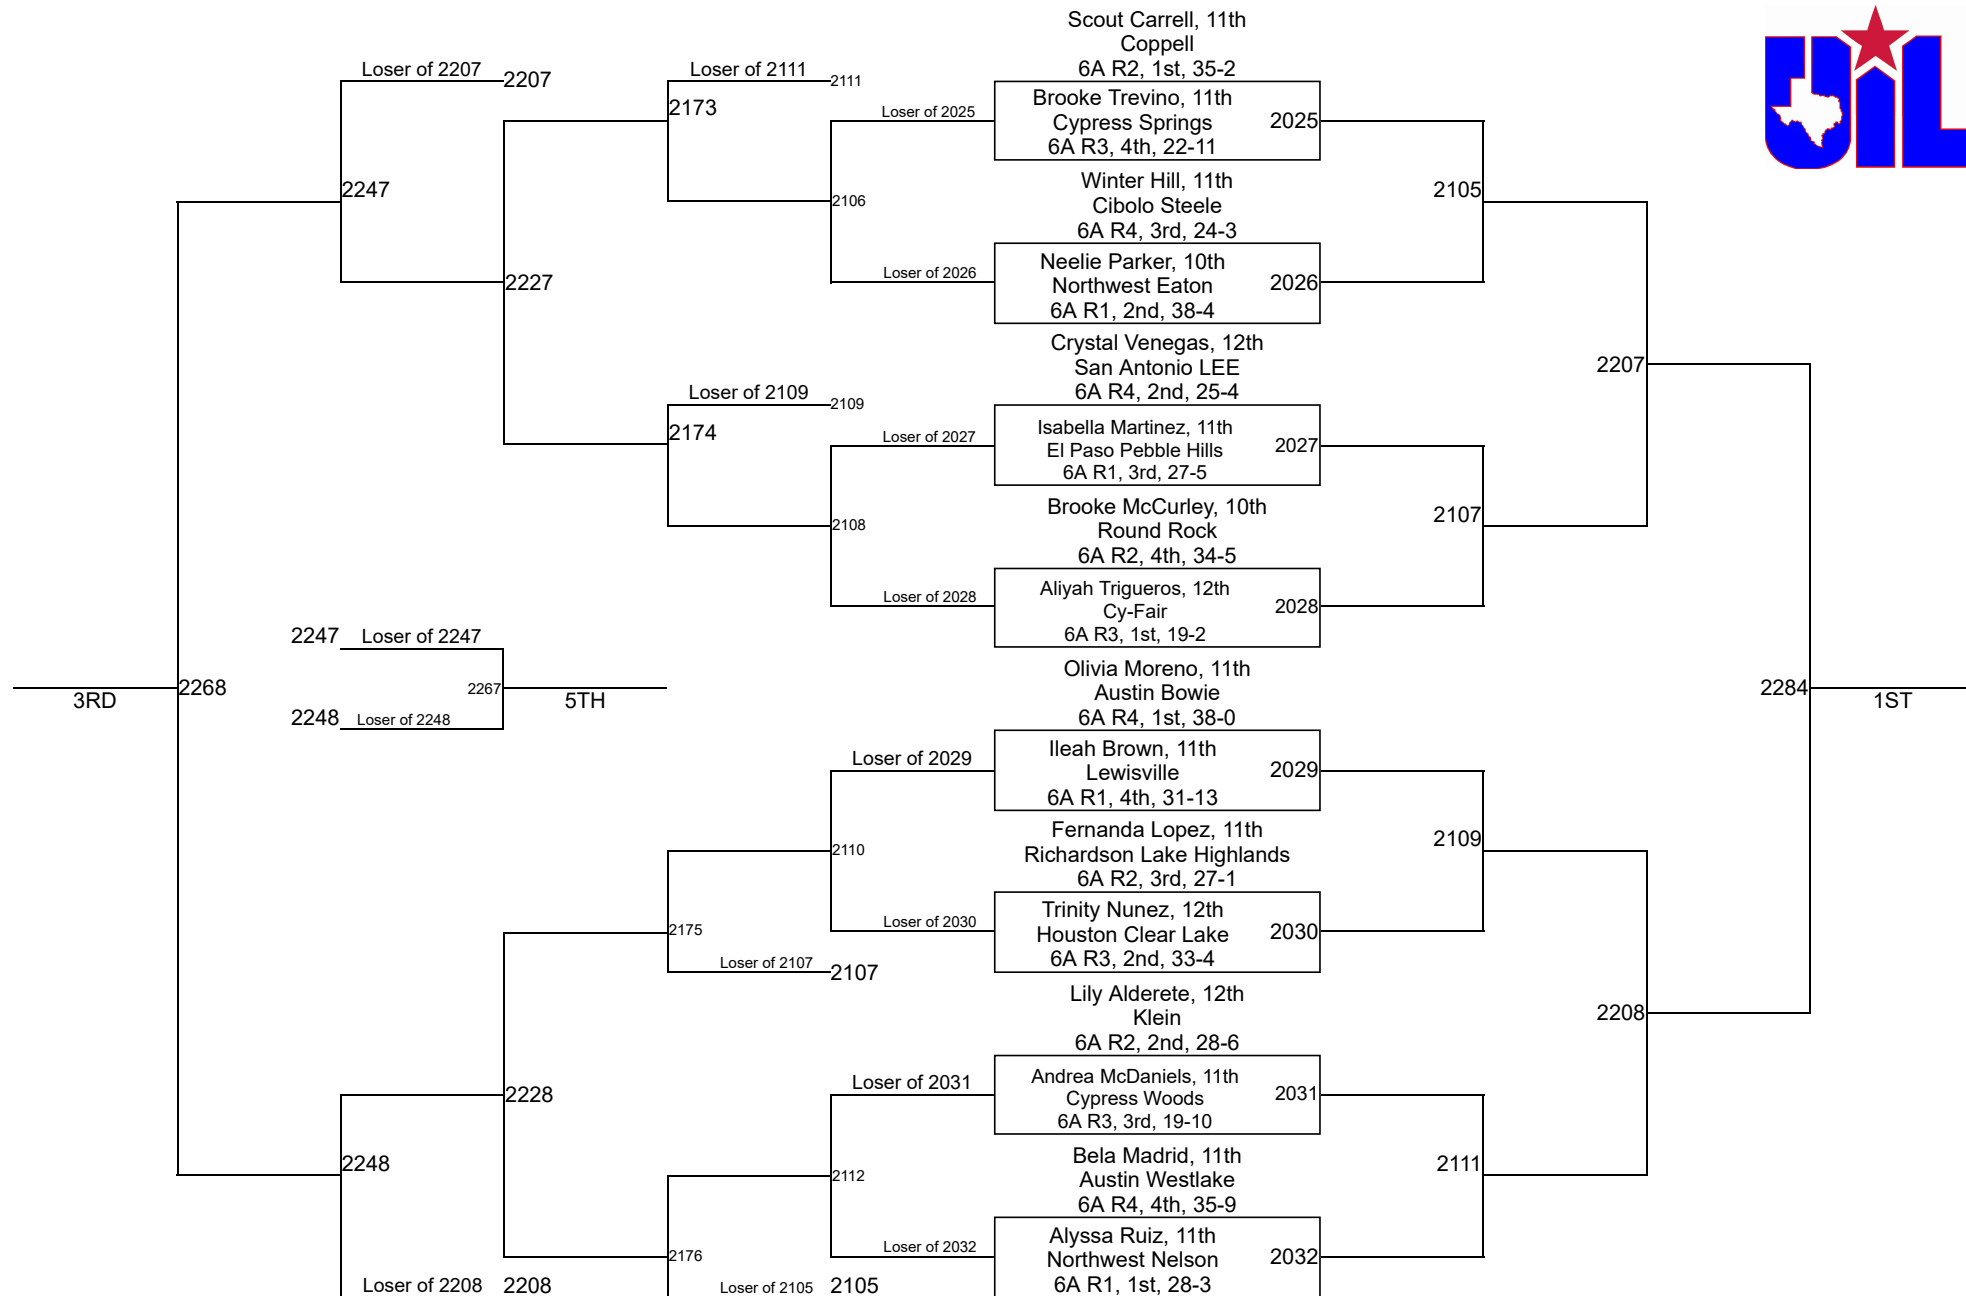 Scout Carrell, 11th
Coppell
6A R2, 1st, 35-2
UIL
Loser of 2207
2207
Loser of 2111
2111
2173
Loser of 2025
Brooke Trevino, 11th
Cypress Springs
6A R3, 4th, 22-11
2025
Winter Hill, 11th
Cibolo Steele
6A R4, 3rd, 24-3
2247
2106
2105
Loser of 2026
Neelie Parker, 10th
Northwest Eaton
6A R1, 2nd, 38-4
2026
2227
Crystal Venegas, 12th
San Antonio LEE
6A R4, 2nd, 25-4
2207
Loser of 2109
2109
2174
Loser of 2027
Isabella Martinez, 11th
El Paso Pebble Hills
6A R1, 3rd, 27-5
2027
Brooke McCurley, 10th
Round Rock
6A R2, 4th, 34-5
2108
2107
Loser of 2028
Aliyah Trigueros, 12th
Cy-Fair
6A R3, 1st, 19-2
2028
2247
Loser of 2247
Olivia Moreno, 11th
Austin Bowie
6A R4, 1st, 38-0
3RD
2268
2267
5TH
2284
1ST
2248
Loser of 2248
Loser of 2029
Ileah Brown, 11th
Lewisville
6A R1, 4th, 31-13
2029
Fernanda Lopez, 11th
Richardson Lake Highlands
6A R2, 3rd, 27-1
2110
2109
Loser of 2030
Trinity Nunez, 12th
Houston Clear Lake
6A R3, 2nd, 33-4
2030
2175
Loser of 2107
2107
Lily Alderete, 12th
Klein
6A R2, 2nd, 28-6
2208
2228
Loser of 2031
Andrea McDaniels, 11th
Cypress Woods
6A R3, 3rd, 19-10
2031
Bela Madrid, 11th
Austin Westlake
6A R4, 4th, 35-9
2248
2112
2111
Loser of 2032
Alyssa Ruiz, 11th
Northwest Nelson
6A R1, 1st, 28-3
2032
2176
Loser of 2208
2208
Loser of 2105
2105